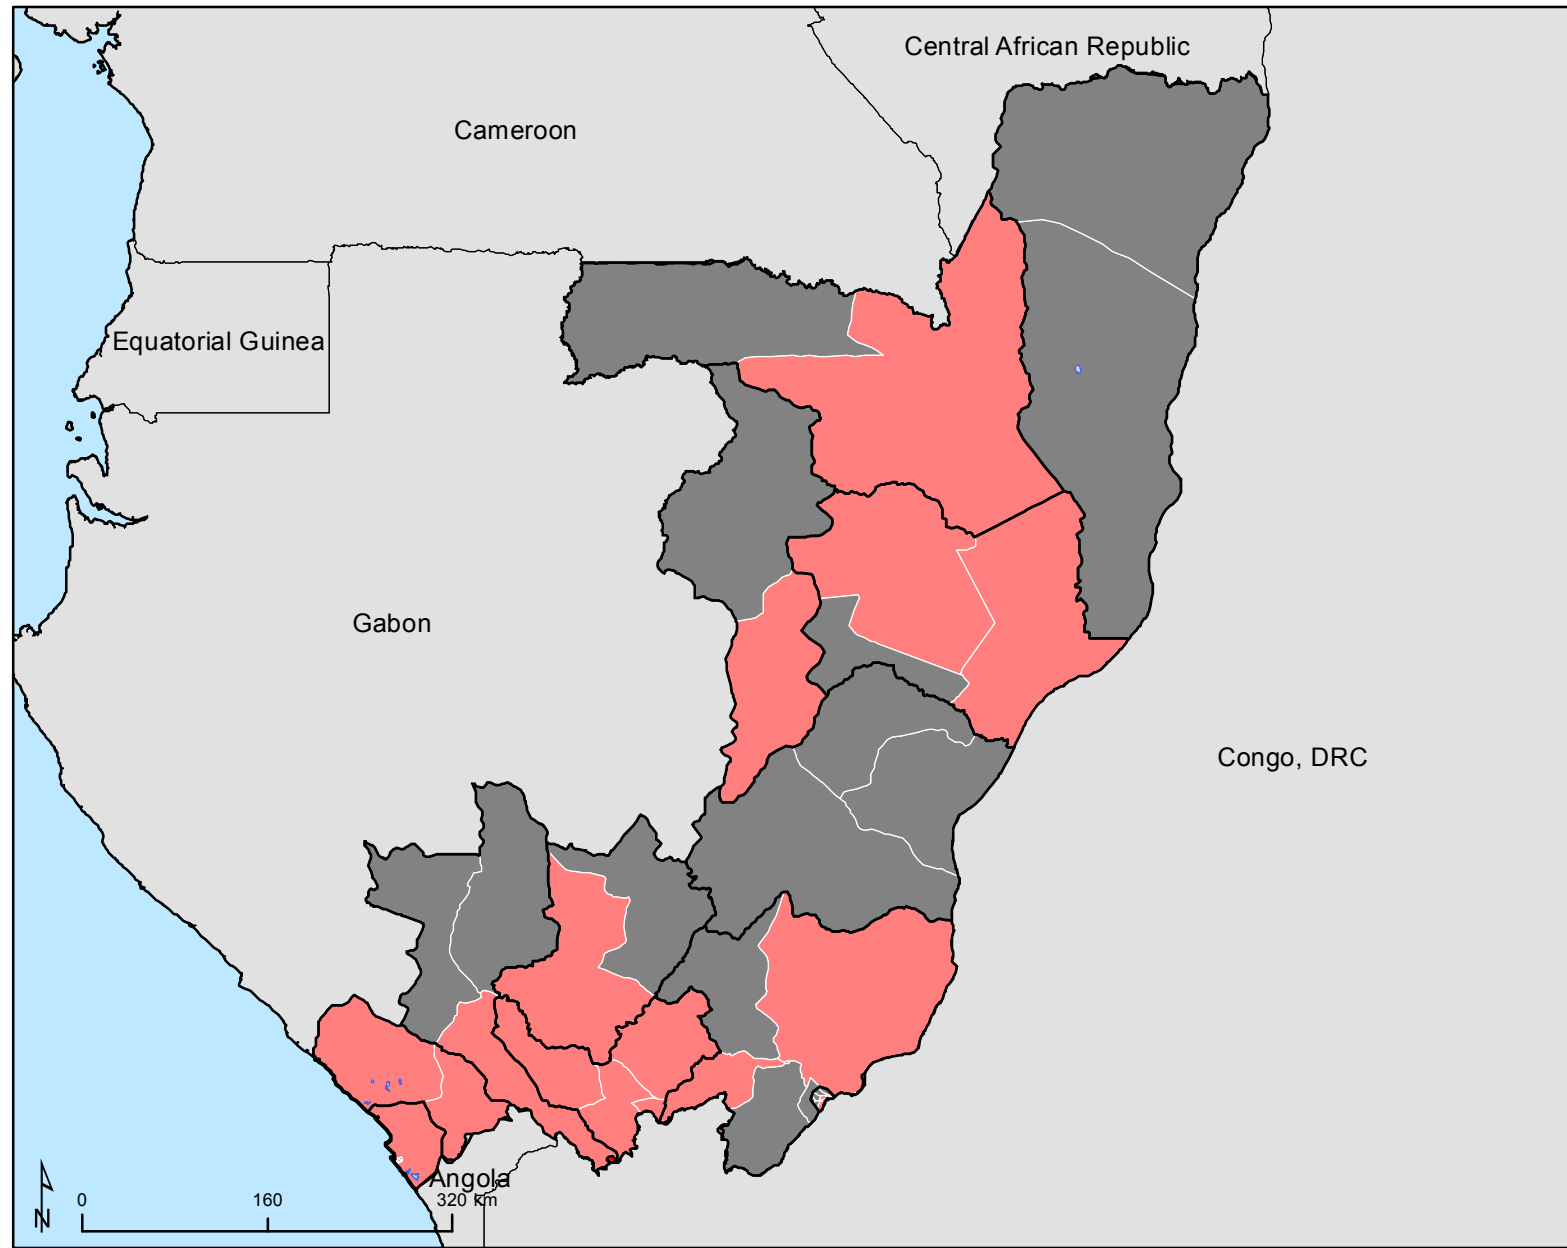 Central African Republic
Cameroon
Equatorial Guinea
Gabon
Congo, DRC
Angola
0 160 320 km
N